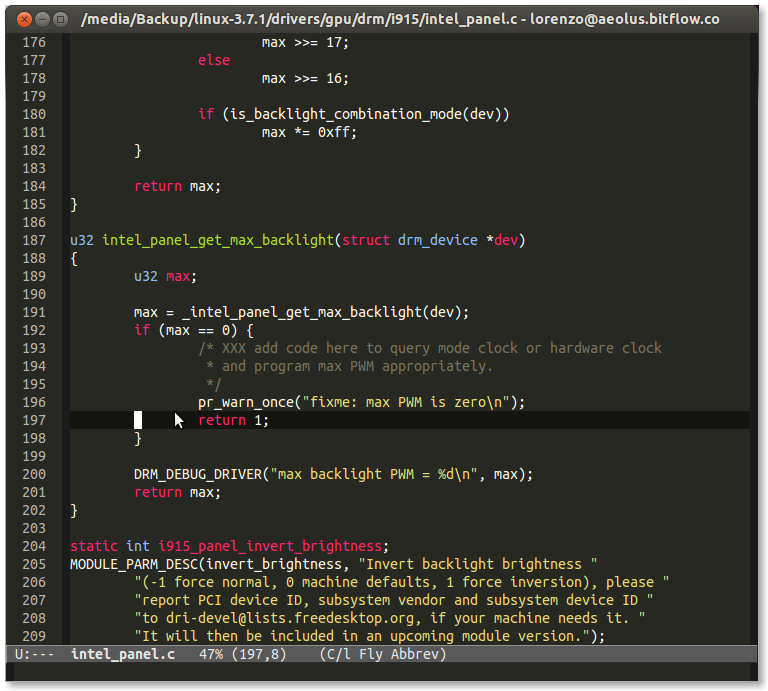 /media/Backup/linux-3.7.1/drivers/gpu/drm/i915/intel_panel.c - lorenzo@aeolus.bitflow.co
176                         max >>= 17;
177                 else
178                         max >>= 16;
179
180                 if (is_backlight_combination_mode(dev))
181                         max *= 0xff;
182         }
183
184         return max;
185 }
186
187 u32 intel_panel_get_max_backlight(struct drm_device *dev)
188 {
189         u32 max;
190
191         max = _intel_panel_get_max_backlight(dev);
192         if (max == 0) {
193                 /* XXX add code here to query mode clock or hardware clock
194                  * and program max PWM appropriately.
195                  */
196                 pr_warn_once("fixme: max PWM is zero\n");
197                 return 1;
198         }
199
200         DRM_DEBUG_DRIVER("max backlight PWM = %d\n", max);
201         return max;
202 }
203
204 static int i915_panel_invert_brightness;
205 MODULE_PARM_DESC(invert_brightness, "Invert backlight brightness "
206         "(-1 force normal, 0 machine defaults, 1 force inversion), please "
207         "report PCI device ID, subsystem vendor and subsystem device ID "
208         "to dri-devel@lists.freedesktop.org, if your machine needs it. "
209         "It will then be included in an upcoming module version.");
U:---  intel_panel.c   47% (197,8)    (C/l Fly Abbrev)